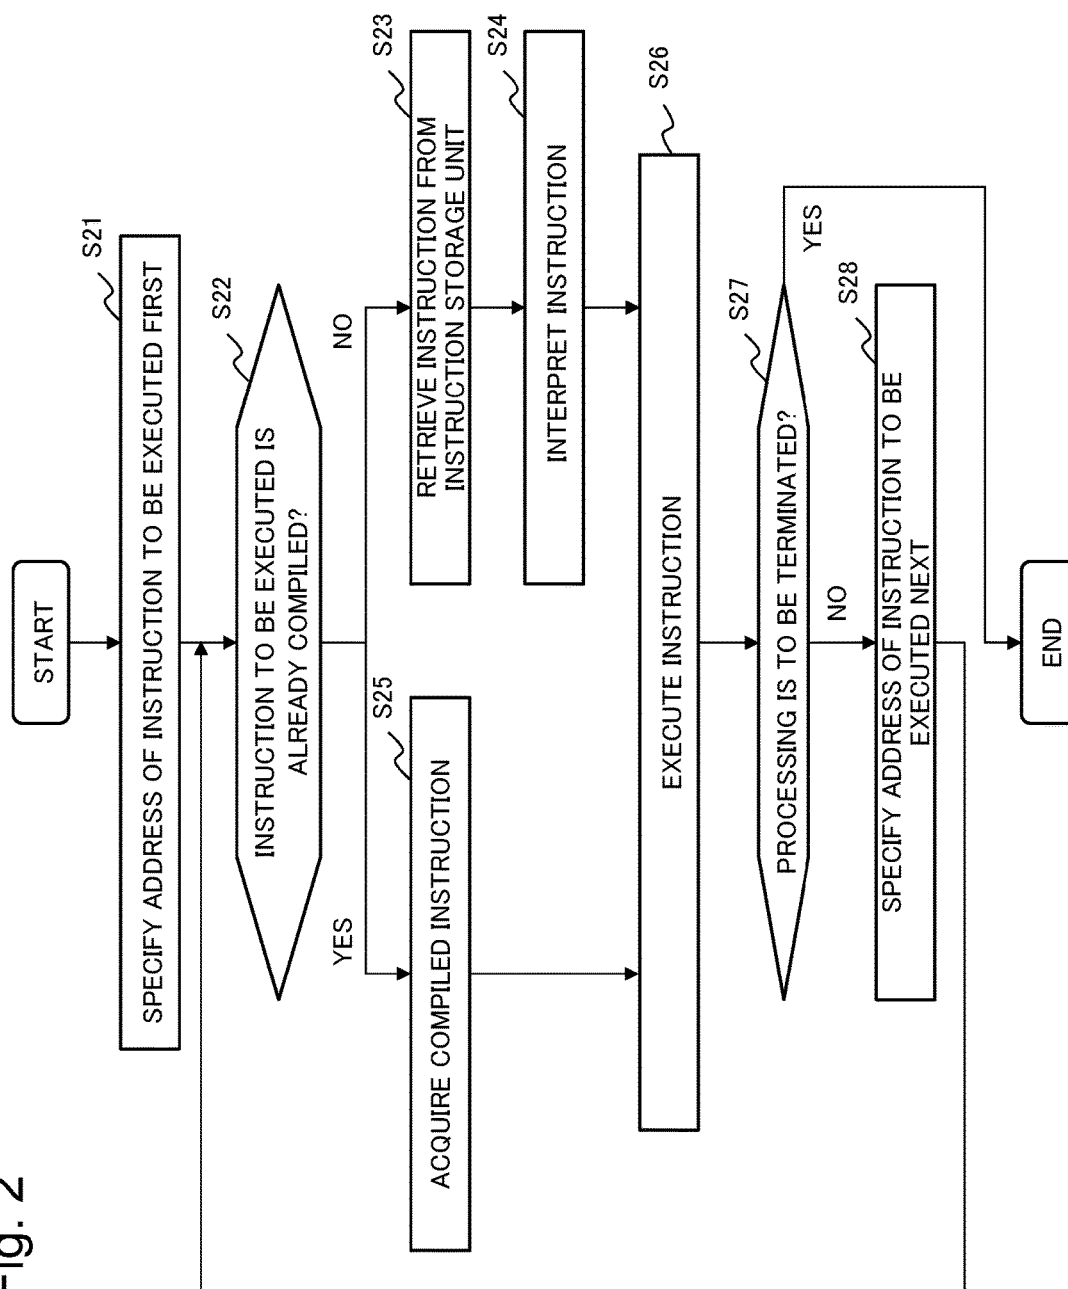 Fig. 2
START
S21
SPECIFY ADDRESS OF INSTRUCTION TO BE EXECUTED FIRST
S22
INSTRUCTION TO BE EXECUTED IS
ALREADY COMPILED?
YES
NO
S25
ACQUIRE COMPILED INSTRUCTION
S23
RETRIEVE INSTRUCTION FROM
INSTRUCTION STORAGE UNIT
S24
INTERPRET INSTRUCTION
S26
EXECUTE INSTRUCTION
S27
PROCESSING IS TO BE TERMINATED?
YES
NO
S28
SPECIFY ADDRESS OF INSTRUCTION TO BE
EXECUTED NEXT
END